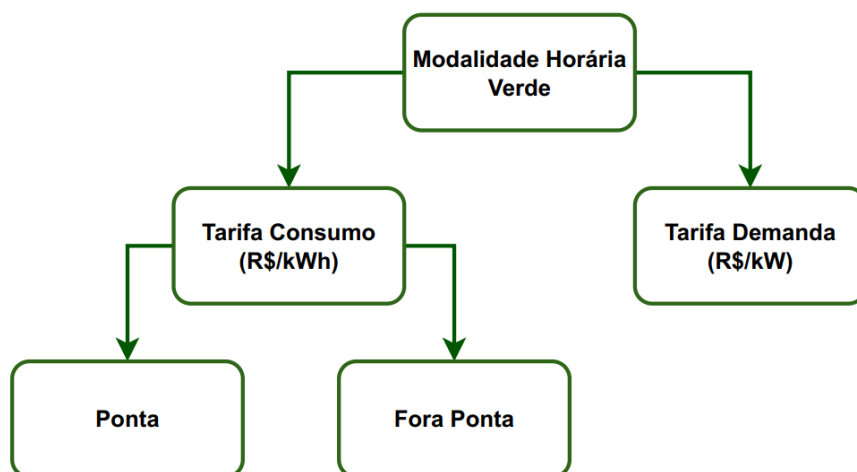 Modalidade Horária
Verde
Tarifa Consumo
(R$/kWh)
Tarifa Demanda
(R$/kW)
Ponta
Fora Ponta